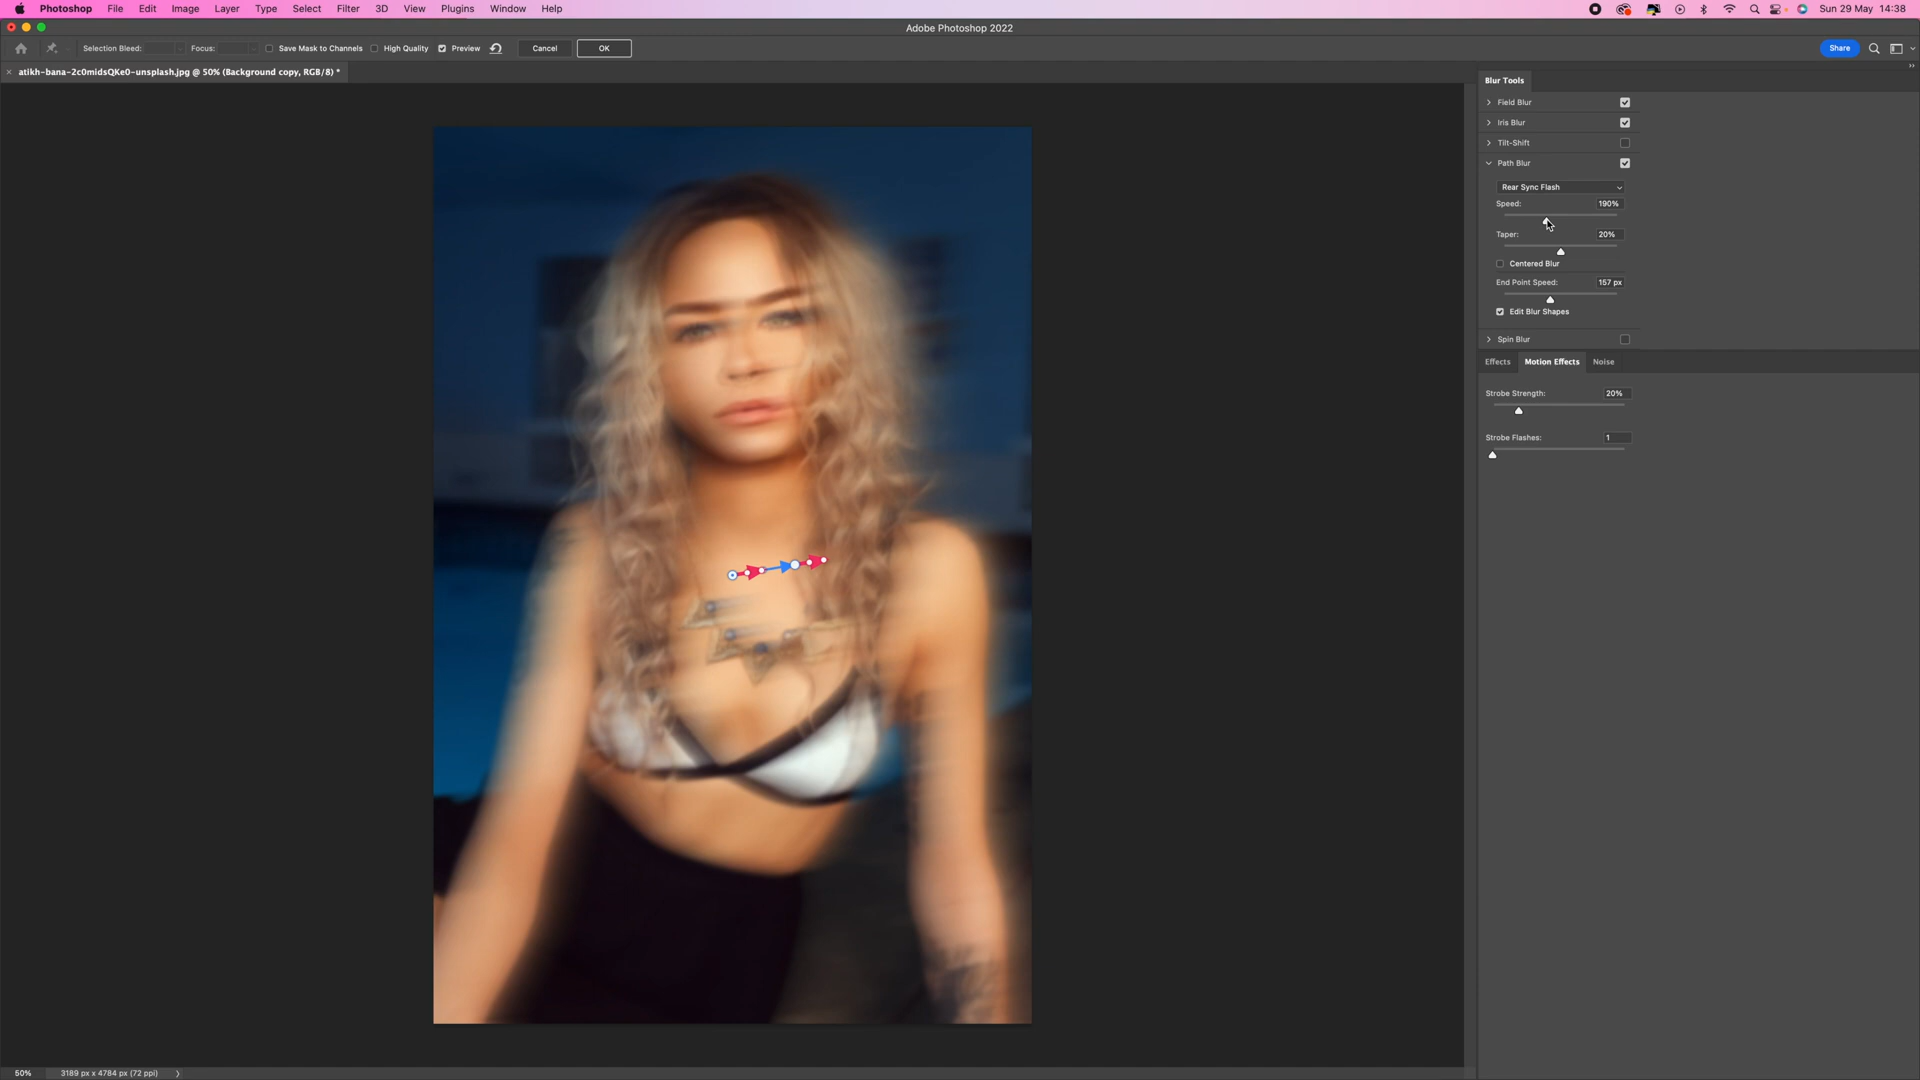 Photoshop File Edit Image Layer Type Select Filter 3D View Plugins Window Help Sun 29 May 14:38
Adobe Photoshop 2022
Selection Bleed: Focus: Save Mask to Channels High Quality Preview Cancel OK Share
atikh-bana-2c0midsQKe0-unsplash.jpg @ 50% (Background copy, RGB/8) *
Blur Tools
Field Blur
Iris Blur
Tilt-Shift
Path Blur
Rear Sync Flash
Speed: 190%
Taper: 20%
Centered Blur
End Point Speed: 157 px
Edit Blur Shapes
Spin Blur
Effects Motion Effects Noise
Strobe Strength: 20%
Strobe Flashes: 1
50% 3189 px x 4784 px (72 ppi)